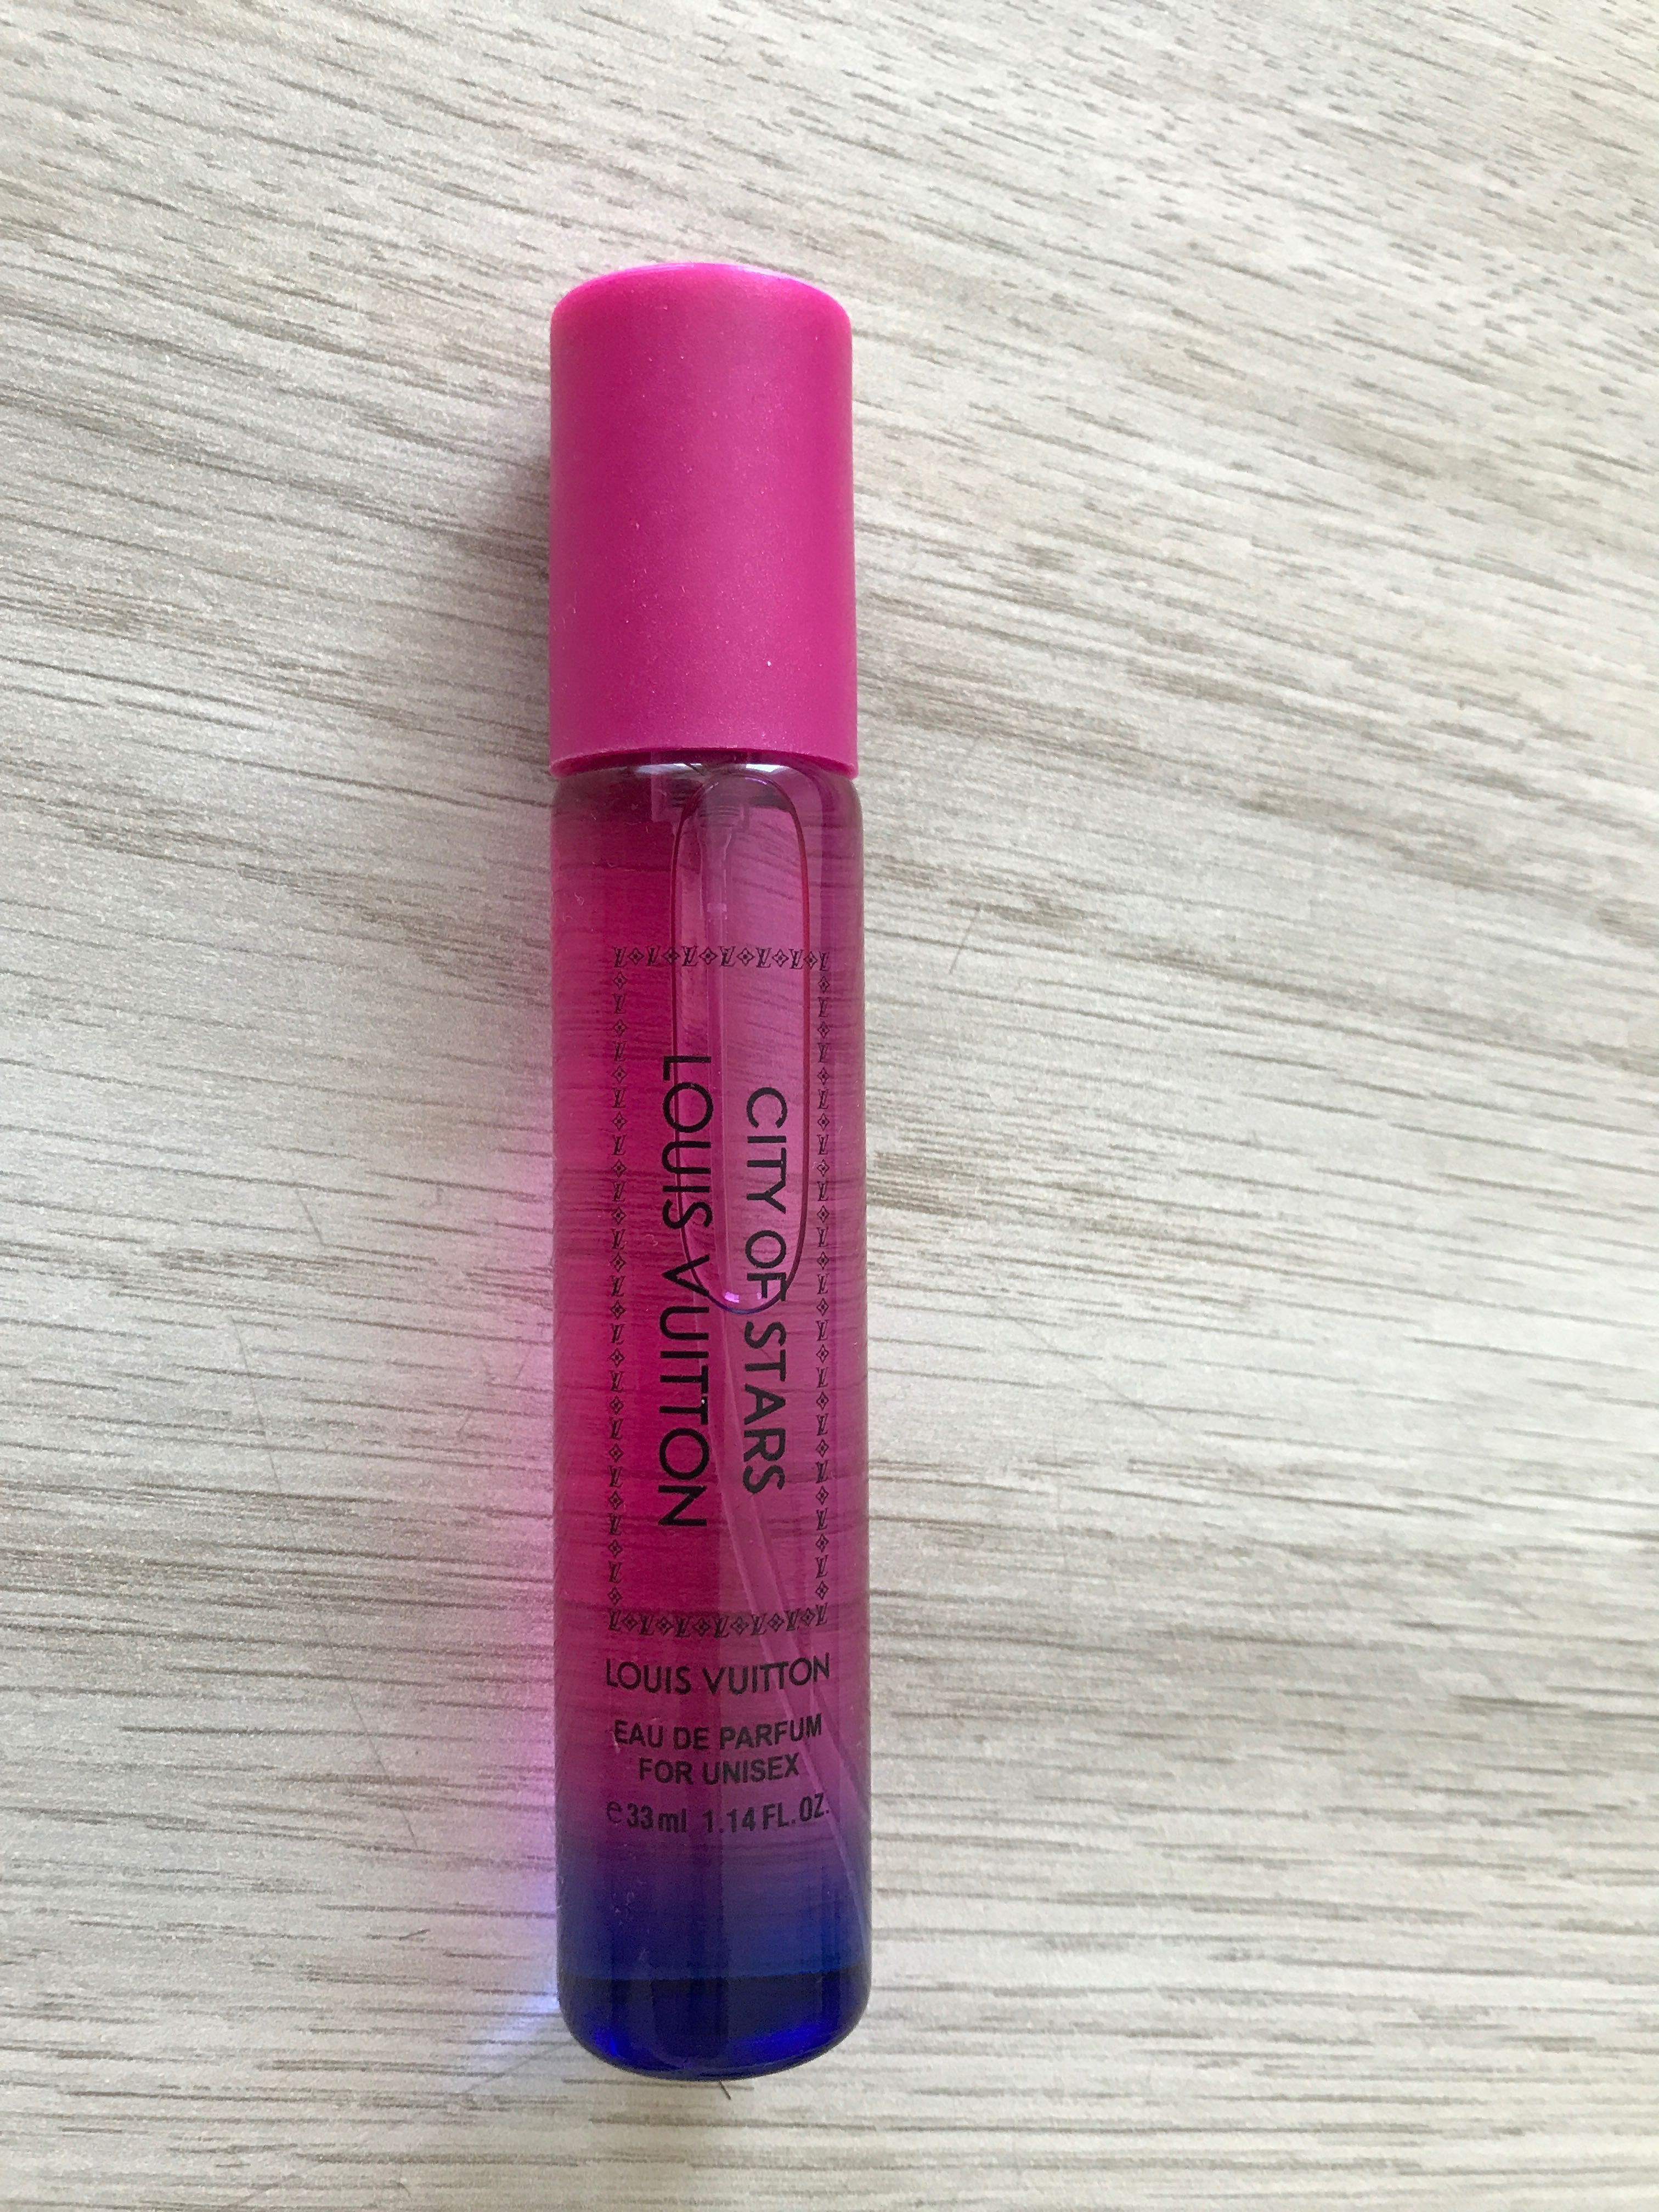 CITY OF STARS
LOUIS VUITTON
LOUIS VUITTON
EAU DE PARFUM
FOR UNISEX
℮33ml 1.14 FL.OZ.